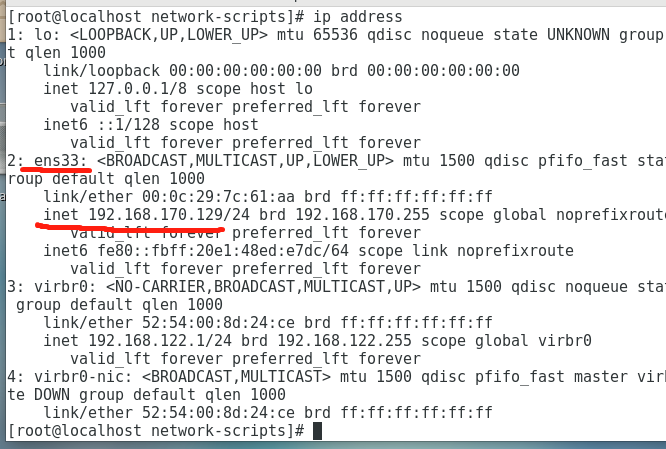 [root@localhost network-scripts]# ip address
1: lo: <LOOPBACK,UP,LOWER_UP> mtu 65536 qdisc noqueue state UNKNOWN group
t qlen 1000
link/loopback 00:00:00:00:00:00 brd 00:00:00:00:00:00
inet 127.0.0.1/8 scope host lo
valid_lft forever preferred_lft forever
inet6 ::1/128 scope host
valid_lft forever preferred_lft forever
2: ens33: <BROADCAST,MULTICAST,UP,LOWER_UP> mtu 1500 qdisc pfifo_fast stat
roup default qlen 1000
link/ether 00:0c:29:7c:61:aa brd ff:ff:ff:ff:ff:ff
inet 192.168.170.129/24 brd 192.168.170.255 scope global noprefixroute
valid_lft forever preferred_lft forever
inet6 fe80::fbff:20e1:48ed:e7dc/64 scope link noprefixroute
valid_lft forever preferred_lft forever
3: virbr0: <NO-CARRIER,BROADCAST,MULTICAST,UP> mtu 1500 qdisc noqueue stat
group default qlen 1000
link/ether 52:54:00:8d:24:ce brd ff:ff:ff:ff:ff:ff
inet 192.168.122.1/24 brd 192.168.122.255 scope global virbr0
valid_lft forever preferred_lft forever
4: virbr0-nic: <BROADCAST,MULTICAST> mtu 1500 qdisc pfifo_fast master virb
te DOWN group default qlen 1000
link/ether 52:54:00:8d:24:ce brd ff:ff:ff:ff:ff:ff
[root@localhost network-scripts]#